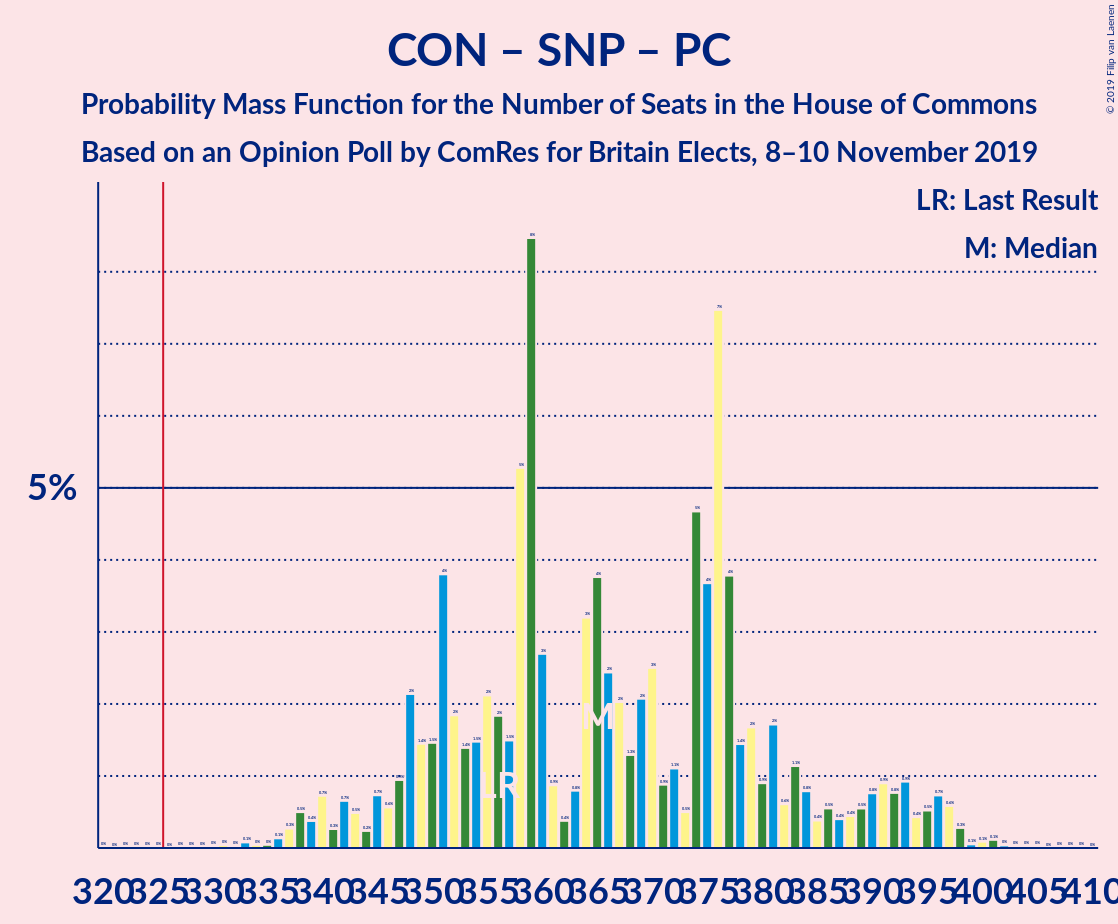 CON – SNP – PC
Probability Mass Function for the Number of Seats in the House of Commons
Based on an Opinion Poll by ComRes for Britain Elects, 8–10 November 2019
© 2019 Filip van Laenen
LR: Last Result
M: Median
5%
M
LR
320 325 330 335 340 345 350 355 360 365 370 375 380 385 390 395 400 405 410